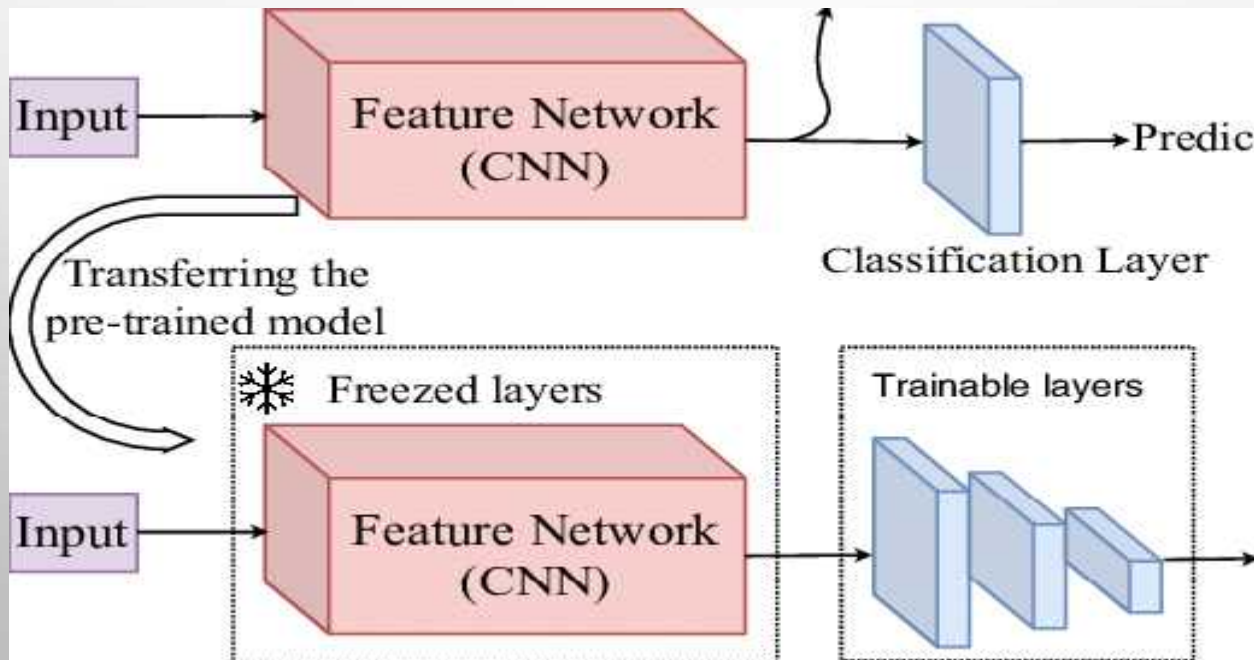 Input
Feature Network
(CNN)
Predic
Classification Layer
Transferring the
pre-trained model
Freezed layers
Trainable layers
Input
Feature Network
(CNN)